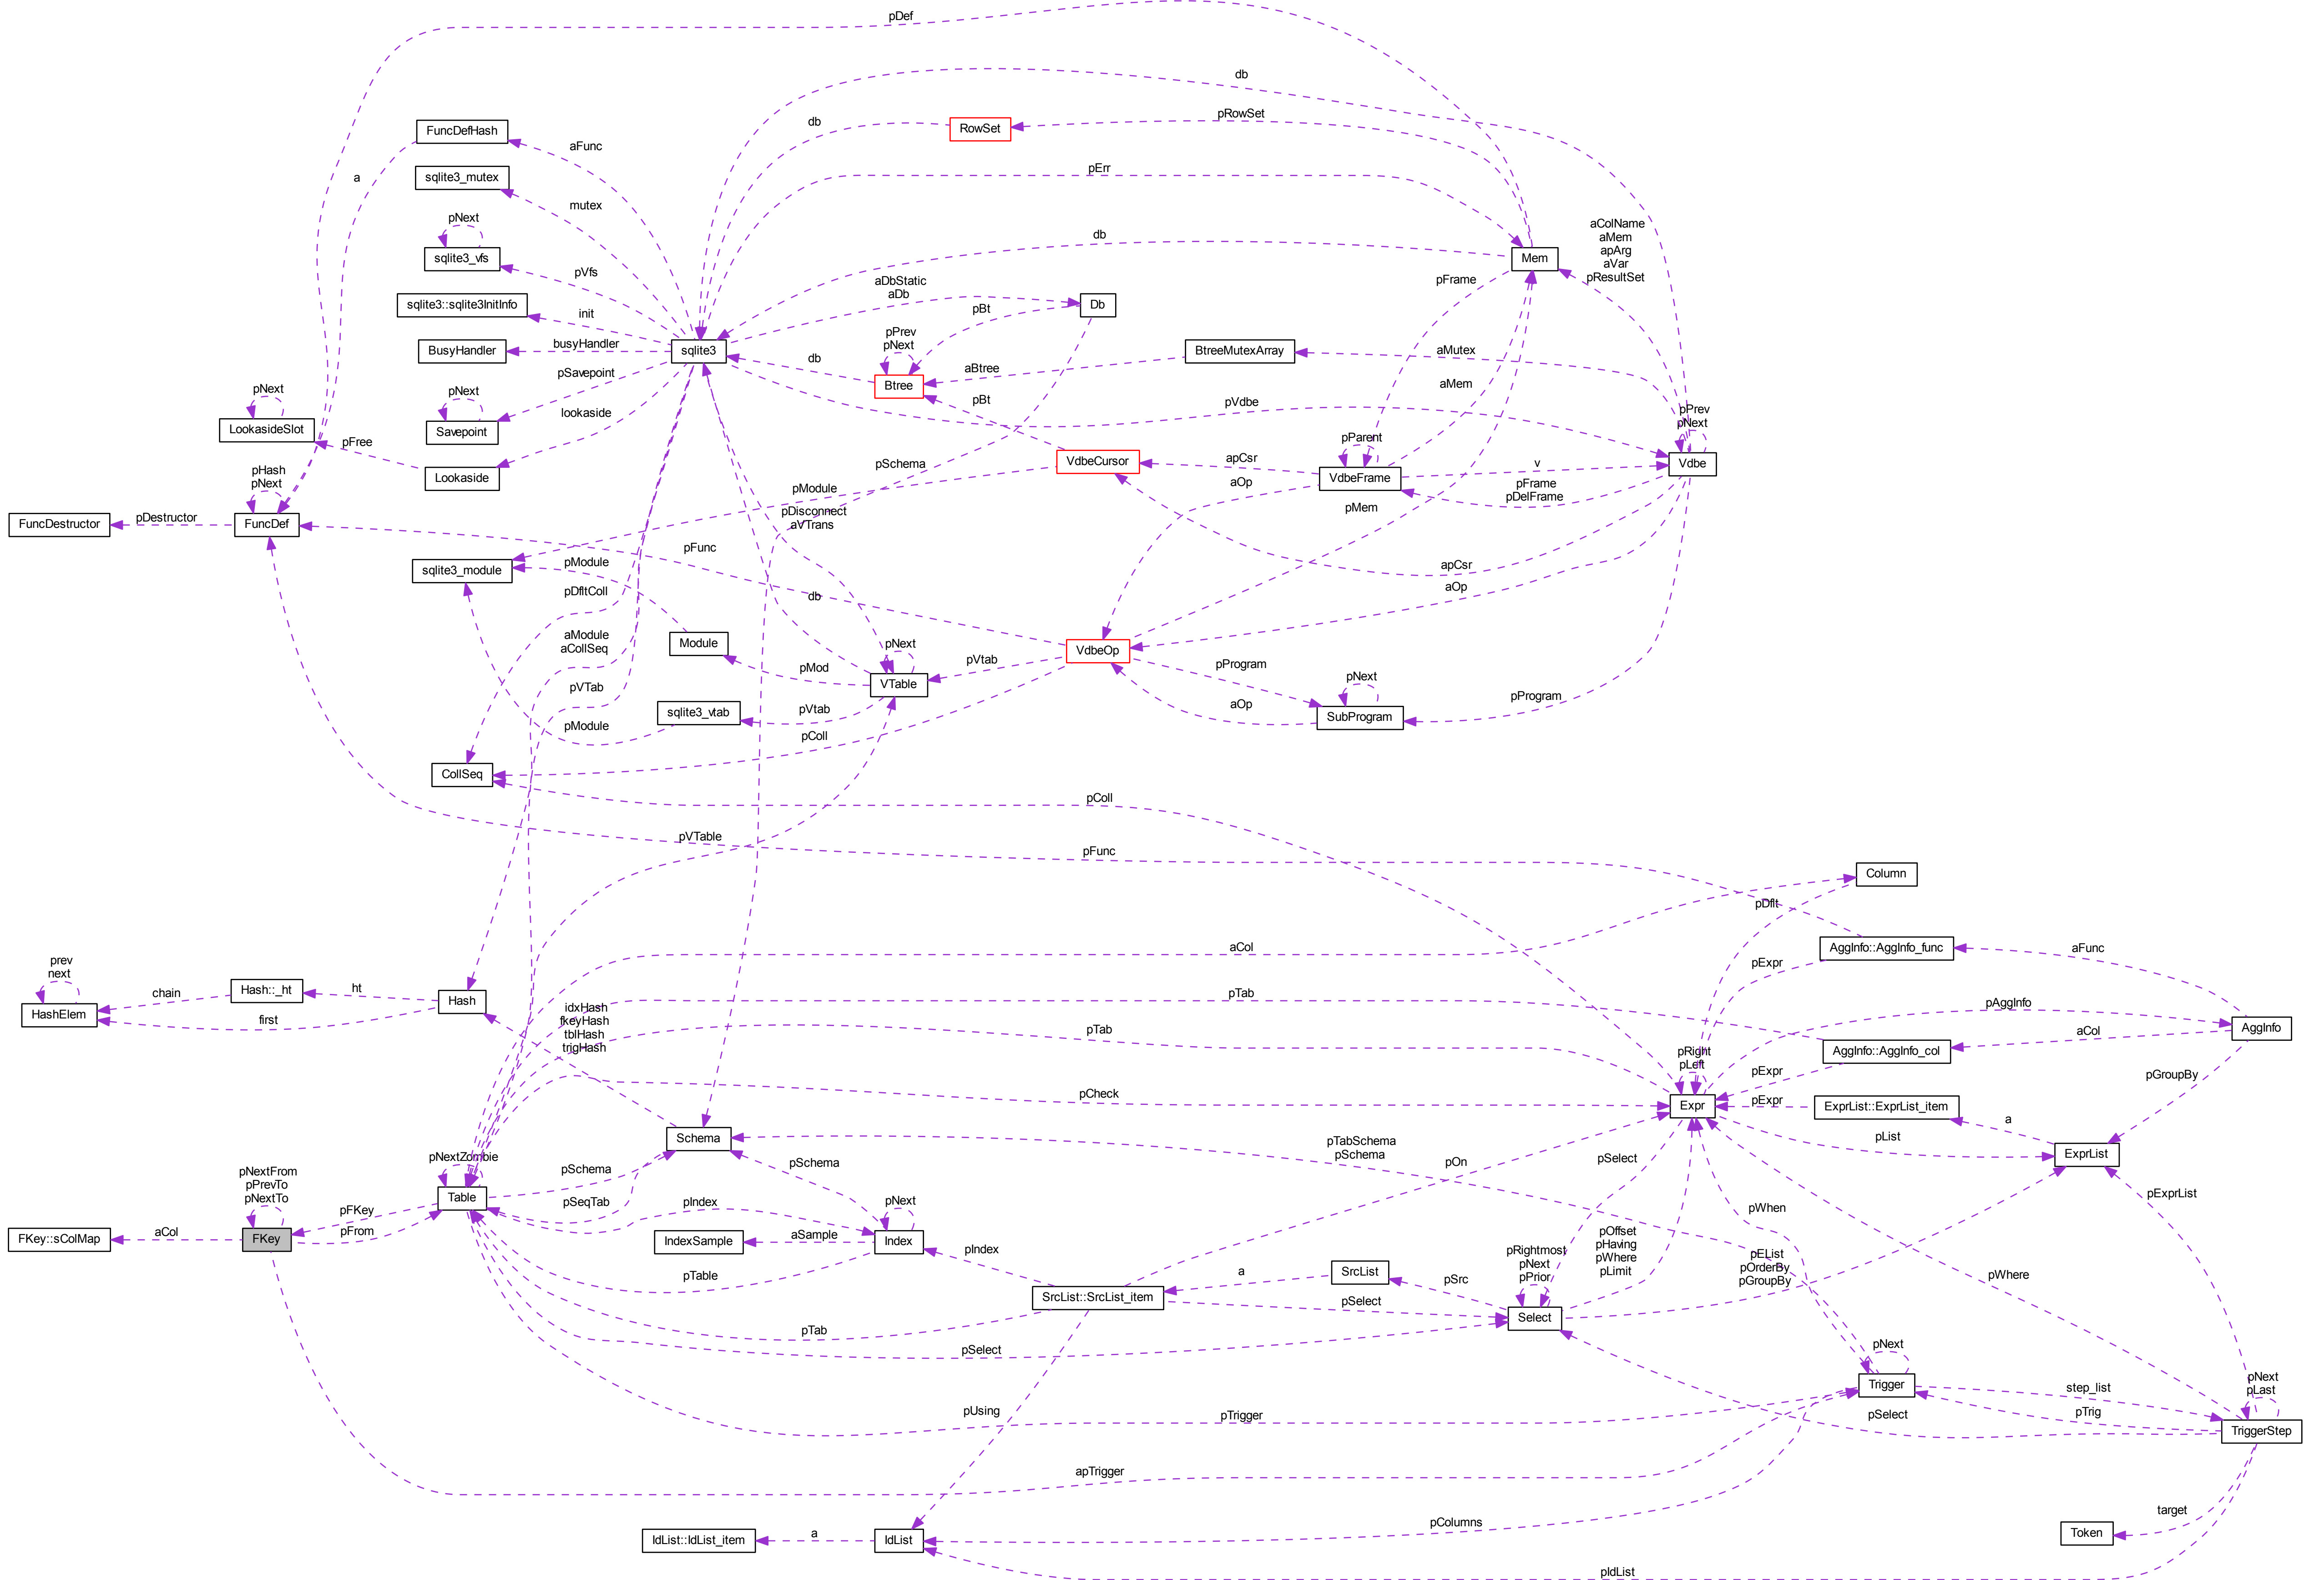 pDef
db
pRowSet
RowSet
db
FuncDefHash
aFunc
a
sqlite3_mutex
mutex
pErr
pNext
sqlite3_vfs
pVfs
db
Mem
aColName
aMem
apArg
aVar
pResultSet
pFrame
sqlite3::sqlite3InitInfo
init
aDbStatic
aDb
Db
pBt
BusyHandler
busyHandler
sqlite3
pPrev
pNext
db
Btree
aBtree
BtreeMutexArray
aMutex
pSavepoint
pNext
Savepoint
lookaside
pBt
aMem
pVdbe
pPrev
pNext
Vdbe
pNext
LookasideSlot
pFree
Lookaside
pSchema
VdbeCursor
apCsr
pParent
VdbeFrame
v
pFrame
pDelFrame
aOp
pModule
pHash
pNext
FuncDef
pDestructor
FuncDestructor
pDisconnect
aVTrans
pMem
pFunc
sqlite3_module
pModule
apCsr
aOp
pDfltColl
db
aModule
aCollSeq
Module
pMod
pNext
VTable
pVtab
VdbeOp
pProgram
pNext
SubProgram
aOp
pProgram
pVTab
sqlite3_vtab
pVtab
pModule
pColl
CollSeq
pColl
pVTable
pFunc
Column
pDflt
aCol
AggInfo::AggInfo_func
aFunc
pExpr
prev
next
HashElem
chain
Hash::_ht
ht
Hash
first
idxHash
fkeyHash
tblHash
trigHash
pTab
pTab
pAggInfo
AggInfo
aCol
AggInfo::AggInfo_col
pExpr
pRight
pLeft
Expr
pExpr
ExprList::ExprList_item
pGroupBy
pCheck
a
pList
ExprList
Schema
pTabSchema
pSchema
pNextZombie
Table
pSchema
pSeqTab
pSchema
pOn
pSelect
pExprList
pNextFrom
pPrevTo
pNextTo
FKey
pFKey
pFrom
aCol
FKey::sColMap
pIndex
pNext
Index
aSample
IndexSample
pWhen
pTable
pIndex
SrcList::SrcList_item
a
SrcList
pSrc
pRightmost
pNext
pPrior
Select
pOffset
pHaving
pWhere
pLimit
pEList
pOrderBy
pGroupBy
pWhere
pSelect
pTab
pSelect
pNext
Trigger
step_list
pNext
pLast
TriggerStep
pTrig
pSelect
pUsing
pTrigger
apTrigger
pColumns
target
Token
IdList::IdList_item
a
IdList
pIdList